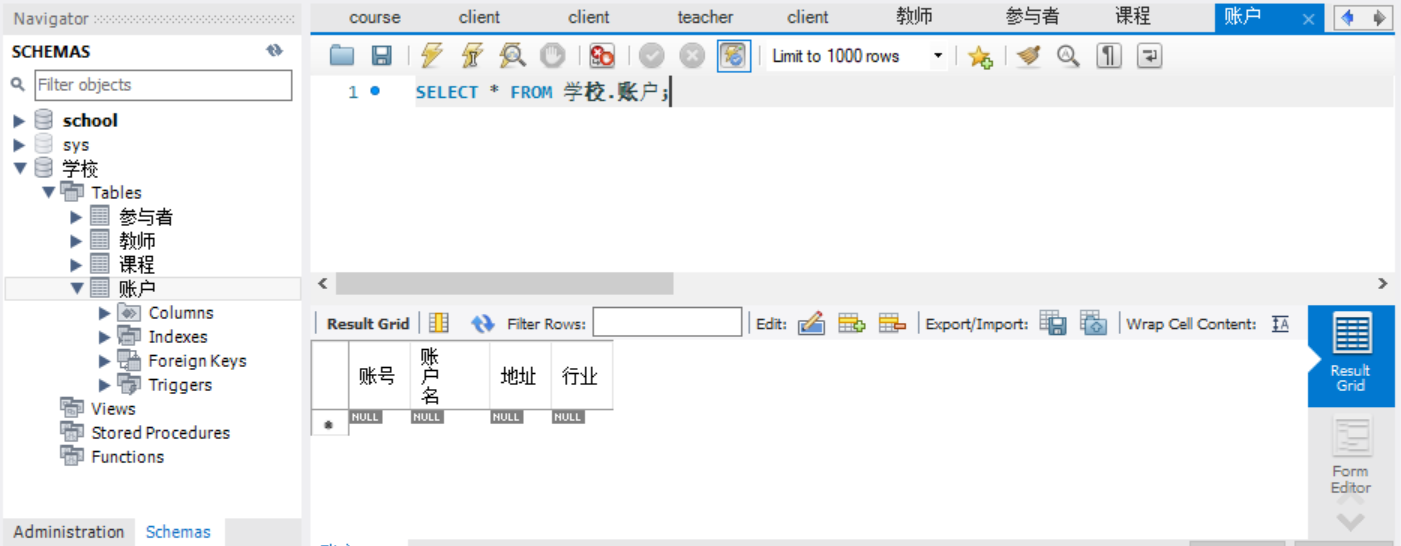 Navigator
SCHEMAS
Filter objects
school
sys
学校
Tables
参与者
教师
课程
账户
Columns
Indexes
Foreign Keys
Triggers
Views
Stored Procedures
Functions
Administration Schemas
course client client teacher client 教师 参与者 课程 账户
Limit to 1000 rows
1 SELECT * FROM 学校.账户;
Result Grid Filter Rows: Edit: Export/Import: Wrap Cell Content:
账号 账户名 地址 行业
NULL NULL NULL NULL
Result
Grid
Form
Editor